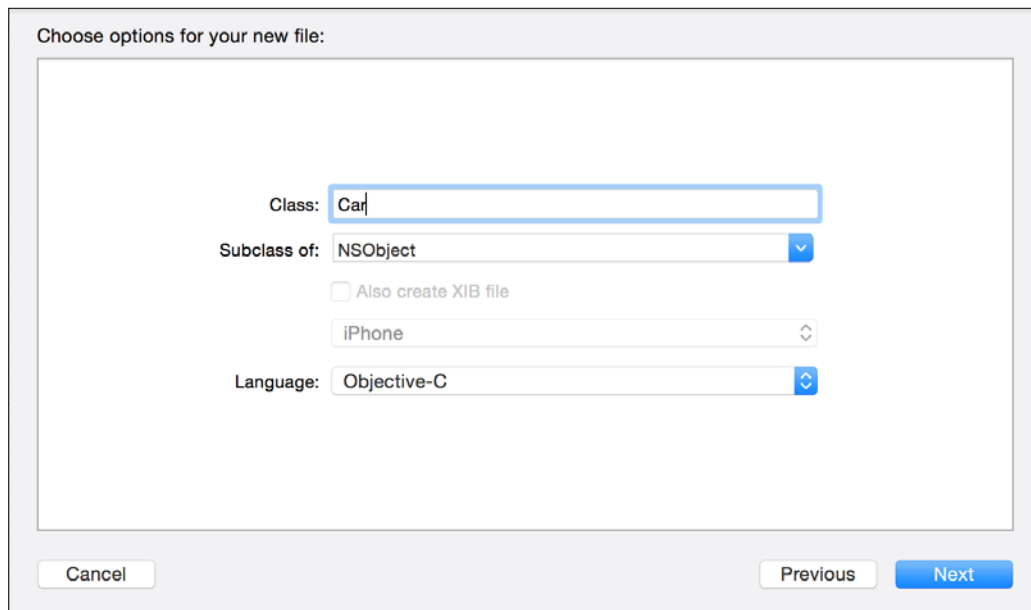 Choose options for your new file:
Class: Car
Subclass of: NSObject
Also create XIB file
iPhone
Language: Objective-C
Cancel Previous Next